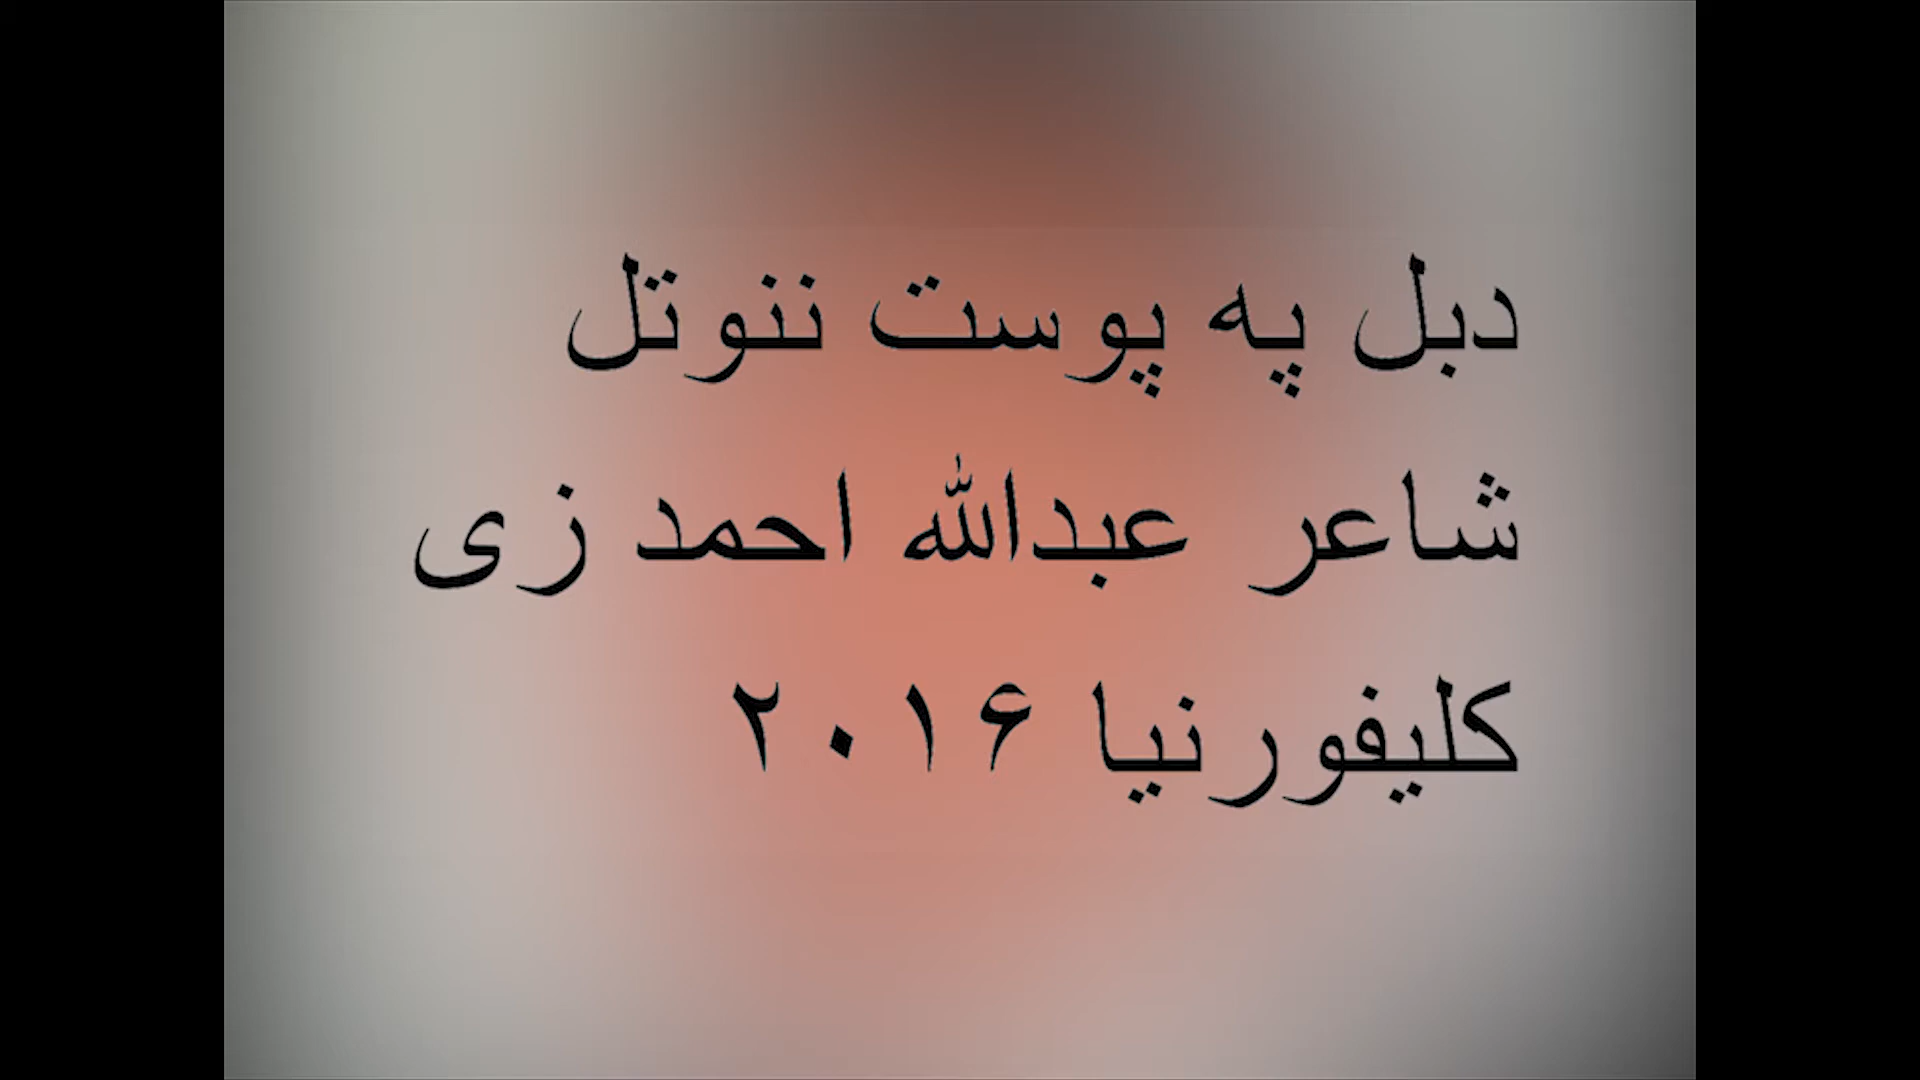 دبل په پوست ننوتل
شاعر عبدالله احمد زی
کلیفورنیا ۲۰۱۶